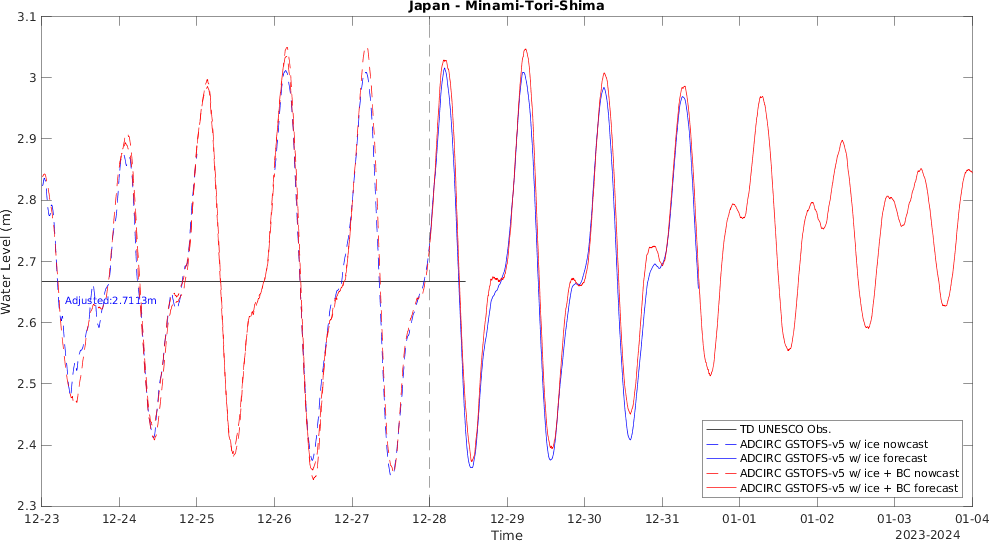 Japan - Minami-Tori-Shima
Water Level (m)
3.1
3
2.9
2.8
2.7
2.6
2.5
2.4
2.3
Adjusted:2.7113m
TD UNESCO Obs.
ADCIRC GSTOFS-v5 w/ ice nowcast
ADCIRC GSTOFS-v5 w/ ice forecast
ADCIRC GSTOFS-v5 w/ ice + BC nowcast
ADCIRC GSTOFS-v5 w/ ice + BC forecast
12-23 12-24 12-25 12-26 12-27 12-28 12-29 12-30 12-31 01-01 01-02 01-03 01-04
Time
2023-2024